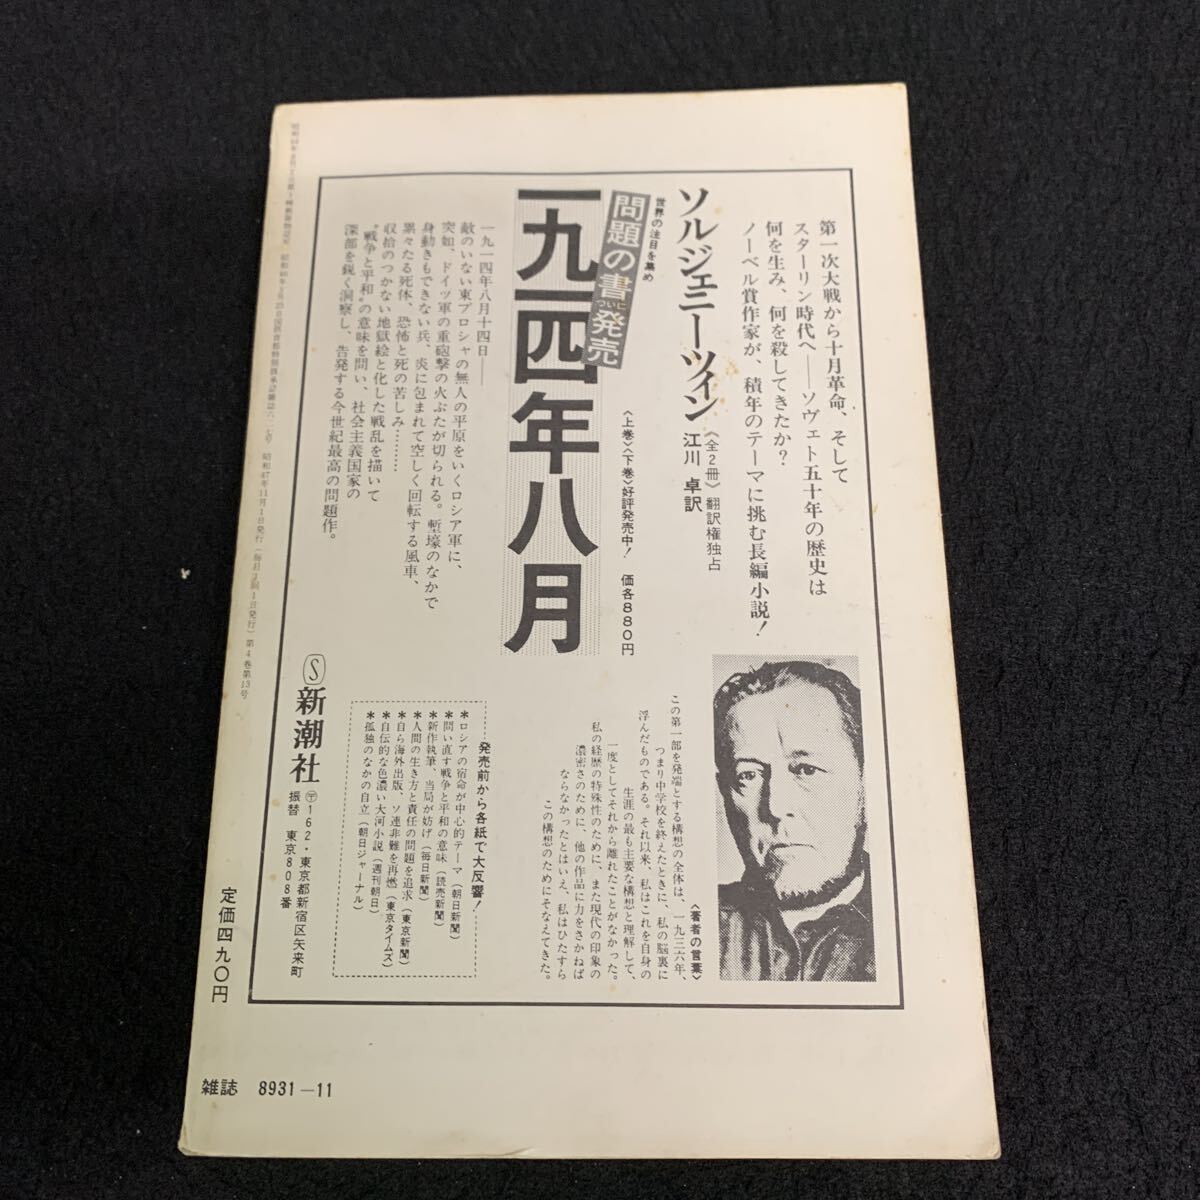 第一次大戦から十月革命、そして
スターリン時代へ——ソヴェト五十年の歴史は
何を生み、何を殺してきたか?
ノーベル賞作家が、積年のテーマに挑む長編小説!
ソルジェニーツィン
〈全2冊〉翻訳権独占
江川 卓訳
世界の注目を集め
問題の書ついに発売
〈上巻〉〈下巻〉好評発売中! 価各880円
一九一四年八月
一九一四年八月十四日——
敵のいない東プロシャの無人の平原をいくロシア軍に、
突如、ドイツ軍の重砲撃の火ぶたが切られる。塹壕のなかで
身動きもできない兵、炎に包まれて空しく回転する風車、
累々たる死体、恐怖と死の苦しみ………
収拾のつかない地獄絵と化した戦乱を描いて
〝戦争と平和〟の意味を問い、社会主義国家の
深部を鋭く洞察し、告発する今世紀最高の問題作。
〈著者の言葉〉
この第一部を発端とする構想の全体は、一九三六年、
つまり中学校を終えたときに、私の脳裏に
浮んだものである。それ以来、私はこれを自身の
生涯の最も主要な構想と理解して、
一度としてそれから離れたことがなかった。
私の経歴の特殊性のために、また現代の印象の
濃密さのために、他の作品に力をさかねば
ならなかったとはいえ、私はひたすら
この構想のためにそなえてきた。
発売前から各紙で大反響!
*ロシアの宿命が中心的テーマ(朝日新聞)
*問い直す戦争と平和の意味(読売新聞)
*新作執筆、当局が妨げ(毎日新聞)
*人間の生き方と責任の問題を追求(東京新聞)
*自ら海外出版、ソ連非難を再燃(東京タイムズ)
*自伝的な色濃い大河小説(週刊朝日)
*孤独のなかの自立(朝日ジャーナル)
S 新潮社
〒162・東京都新宿区矢来町
振替 東京808番
昭和47年11月1日発行(毎月1回1日発行)第4巻第13号
定価四九〇円
雑誌 8931—11